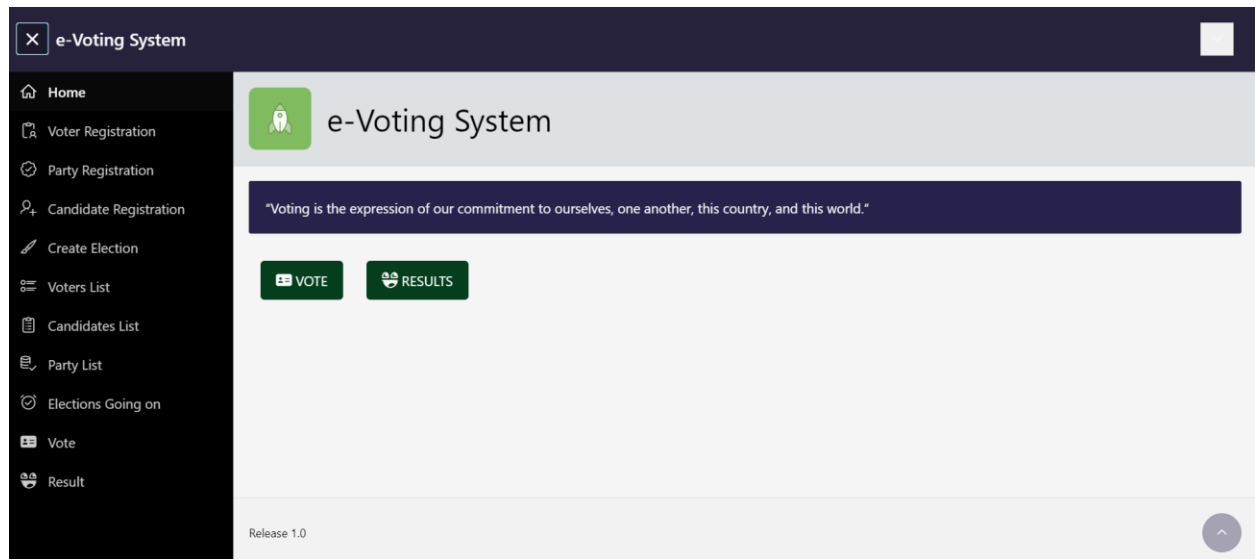 e-Voting System
Home
Voter Registration
Party Registration
Candidate Registration
Create Election
Voters List
Candidates List
Party List
Elections Going on
Vote
Result
e-Voting System
"Voting is the expression of our commitment to ourselves, one another, this country, and this world."
VOTE
RESULTS
Release 1.0